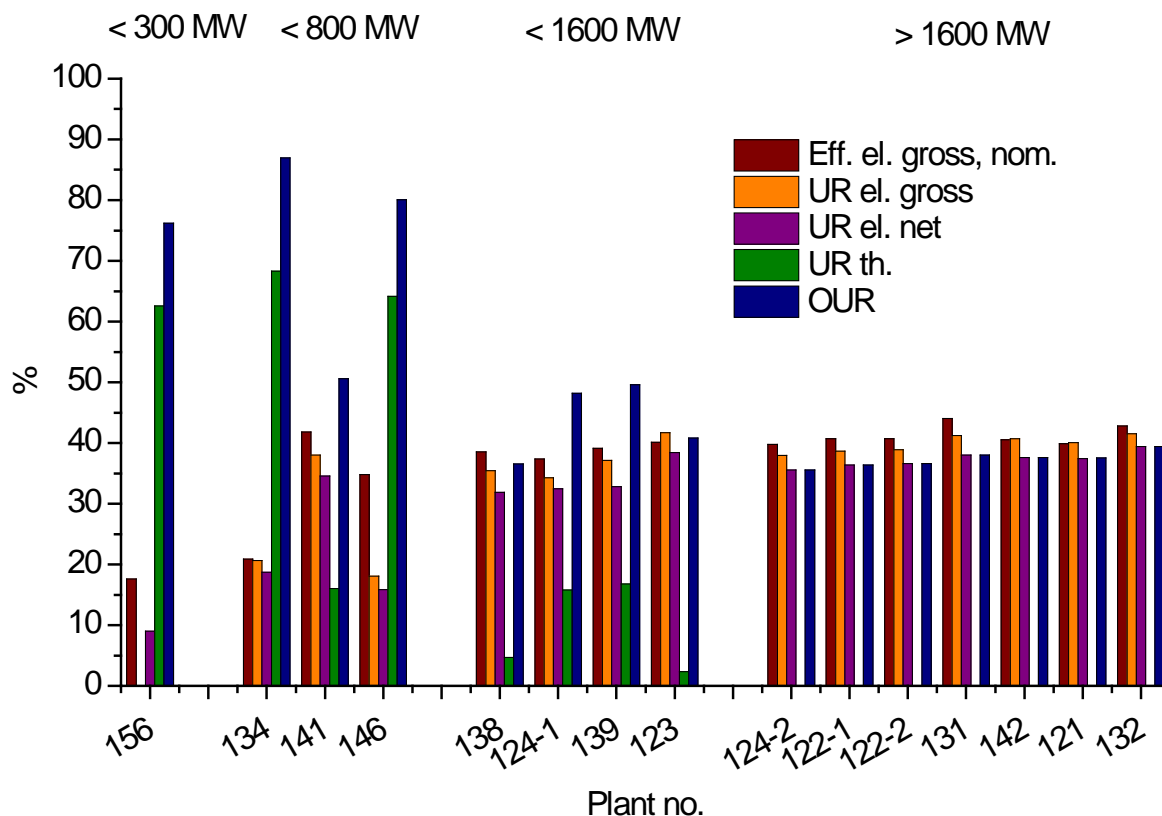 < 300 MW < 800 MW < 1600 MW > 1600 MW
100
90
80
70
60
50
40
30
20
10
0
%
Eff. el. gross, nom.
UR el. gross
UR el. net
UR th.
OUR
156 134 141 146 138 124-1 139 123 124-2 122-1 122-2 131 142 121 132
Plant no.